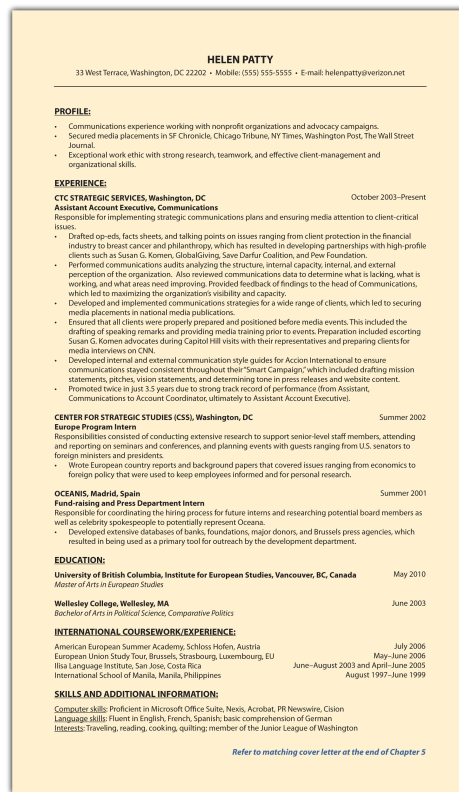 HELEN PATTY
33 West Terrace, Washington, DC 22202 • Mobile: (555) 555-5555 • E-mail: helenpatty@verizon.net
PROFILE:
• Communications experience working with nonprofit organizations and advocacy campaigns.
• Secured media placements in SF Chronicle, Chicago Tribune, NY Times, Washington Post, The Wall Street
Journal.
• Exceptional work ethic with strong research, teamwork, and effective client-management and
organizational skills.
EXPERIENCE:
CTC STRATEGIC SERVICES, Washington, DC October 2003–Present
Assistant Account Executive, Communications
Responsible for implementing strategic communications plans and ensuring media attention to client-critical
issues.
• Drafted op-eds, facts sheets, and talking points on issues ranging from client protection in the financial
industry to breast cancer and philanthropy, which has resulted in developing partnerships with high-profile
clients such as Susan G. Komen, GlobalGiving, Save Darfur Coalition, and Pew Foundation.
• Performed communications audits analyzing the structure, internal capacity, internal, and external
perception of the organization. Also reviewed communications data to determine what is lacking, what is
working, and what areas need improving. Provided feedback of findings to the head of Communications,
which led to maximizing the organization's visibility and capacity.
• Developed and implemented communications strategies for a wide range of clients, which led to securing
media placements in national media publications.
• Ensured that all clients were properly prepared and positioned before media events. This included the
drafting of speaking remarks and providing media training prior to events. Preparation included escorting
Susan G. Komen advocates during Capitol Hill visits with their representatives and preparing clients for
media interviews on CNN.
• Developed internal and external communication style guides for Accion International to ensure
communications stayed consistent throughout their "Smart Campaign," which included drafting mission
statements, pitches, vision statements, and determining tone in press releases and website content.
• Promoted twice in just 3.5 years due to strong track record of performance (from Assistant,
Communications to Account Coordinator, ultimately to Assistant Account Executive).
CENTER FOR STRATEGIC STUDIES (CSS), Washington, DC Summer 2002
Europe Program Intern
Responsibilities consisted of conducting extensive research to support senior-level staff members, attending
and reporting on seminars and conferences, and planning events with guests ranging from U.S. senators to
foreign ministers and presidents.
• Wrote European country reports and background papers that covered issues ranging from economics to
foreign policy that were used to keep employees informed and for personal research.
OCEANIS, Madrid, Spain Summer 2001
Fund-raising and Press Department Intern
Responsible for coordinating the hiring process for future interns and researching potential board members as
well as celebrity spokespeople to potentially represent Oceana.
• Developed extensive databases of banks, foundations, major donors, and Brussels press agencies, which
resulted in being used as a primary tool for outreach by the development department.
EDUCATION:
University of British Columbia, Institute for European Studies, Vancouver, BC, Canada May 2010
Master of Arts in European Studies
Wellesley College, Wellesley, MA June 2003
Bachelor of Arts in Political Science, Comparative Politics
INTERNATIONAL COURSEWORK/EXPERIENCE:
American European Summer Academy, Schloss Hofen, Austria July 2006
European Union Study Tour, Brussels, Strasbourg, Luxembourg, EU May–June 2006
Ilisa Language Institute, San Jose, Costa Rica June–August 2003 and April–June 2005
International School of Manila, Manila, Philippines August 1997–June 1999
SKILLS AND ADDITIONAL INFORMATION:
Computer skills: Proficient in Microsoft Office Suite, Nexis, Acrobat, PR Newswire, Cision
Language skills: Fluent in English, French, Spanish; basic comprehension of German
Interests: Traveling, reading, cooking, quilting; member of the Junior League of Washington
Refer to matching cover letter at the end of Chapter 5